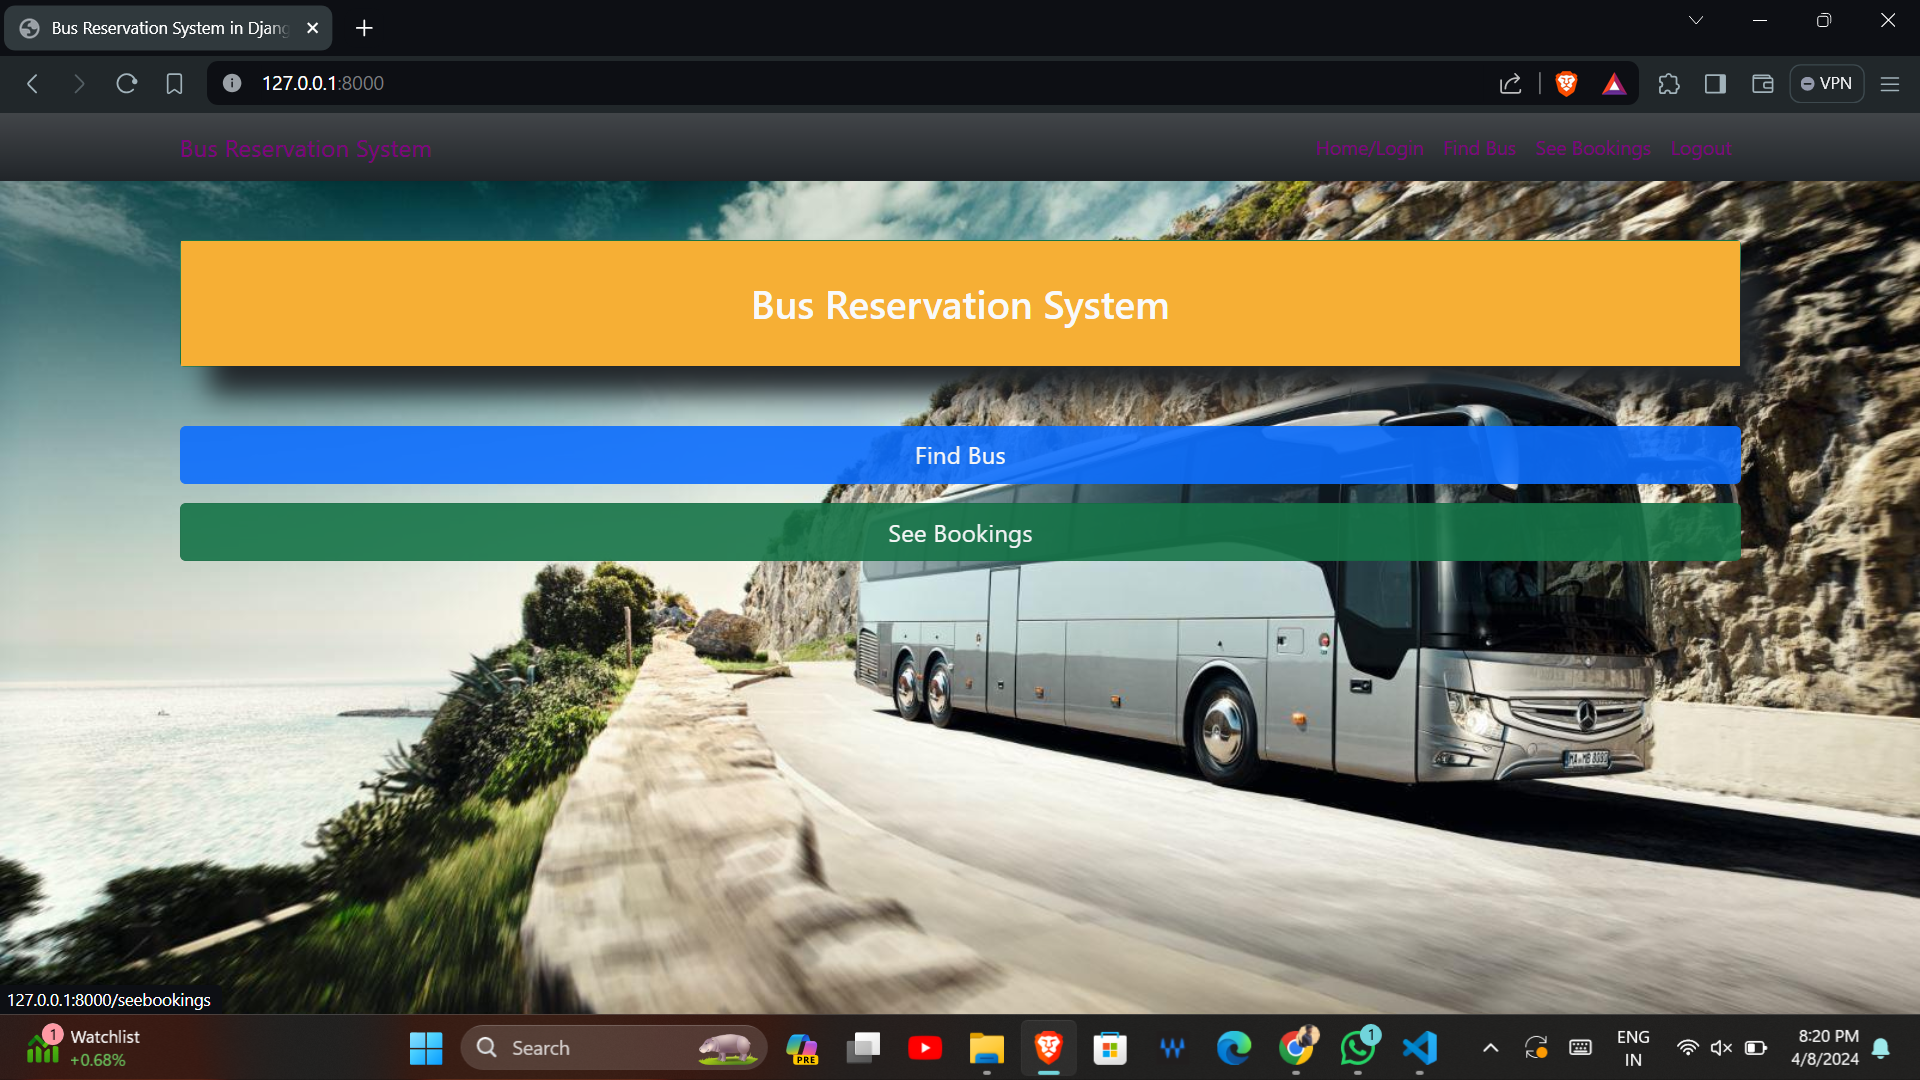 Bus Reservation System in Djang
127.0.0.1:8000
VPN
Bus Reservation System
Home/Login Find Bus See Bookings Logout
Bus Reservation System
Find Bus
See Bookings
127.0.0.1:8000/seebookings
1
Watchlist
+0.68%
Search
PRE
1
ENG
IN
8:20 PM
4/8/2024